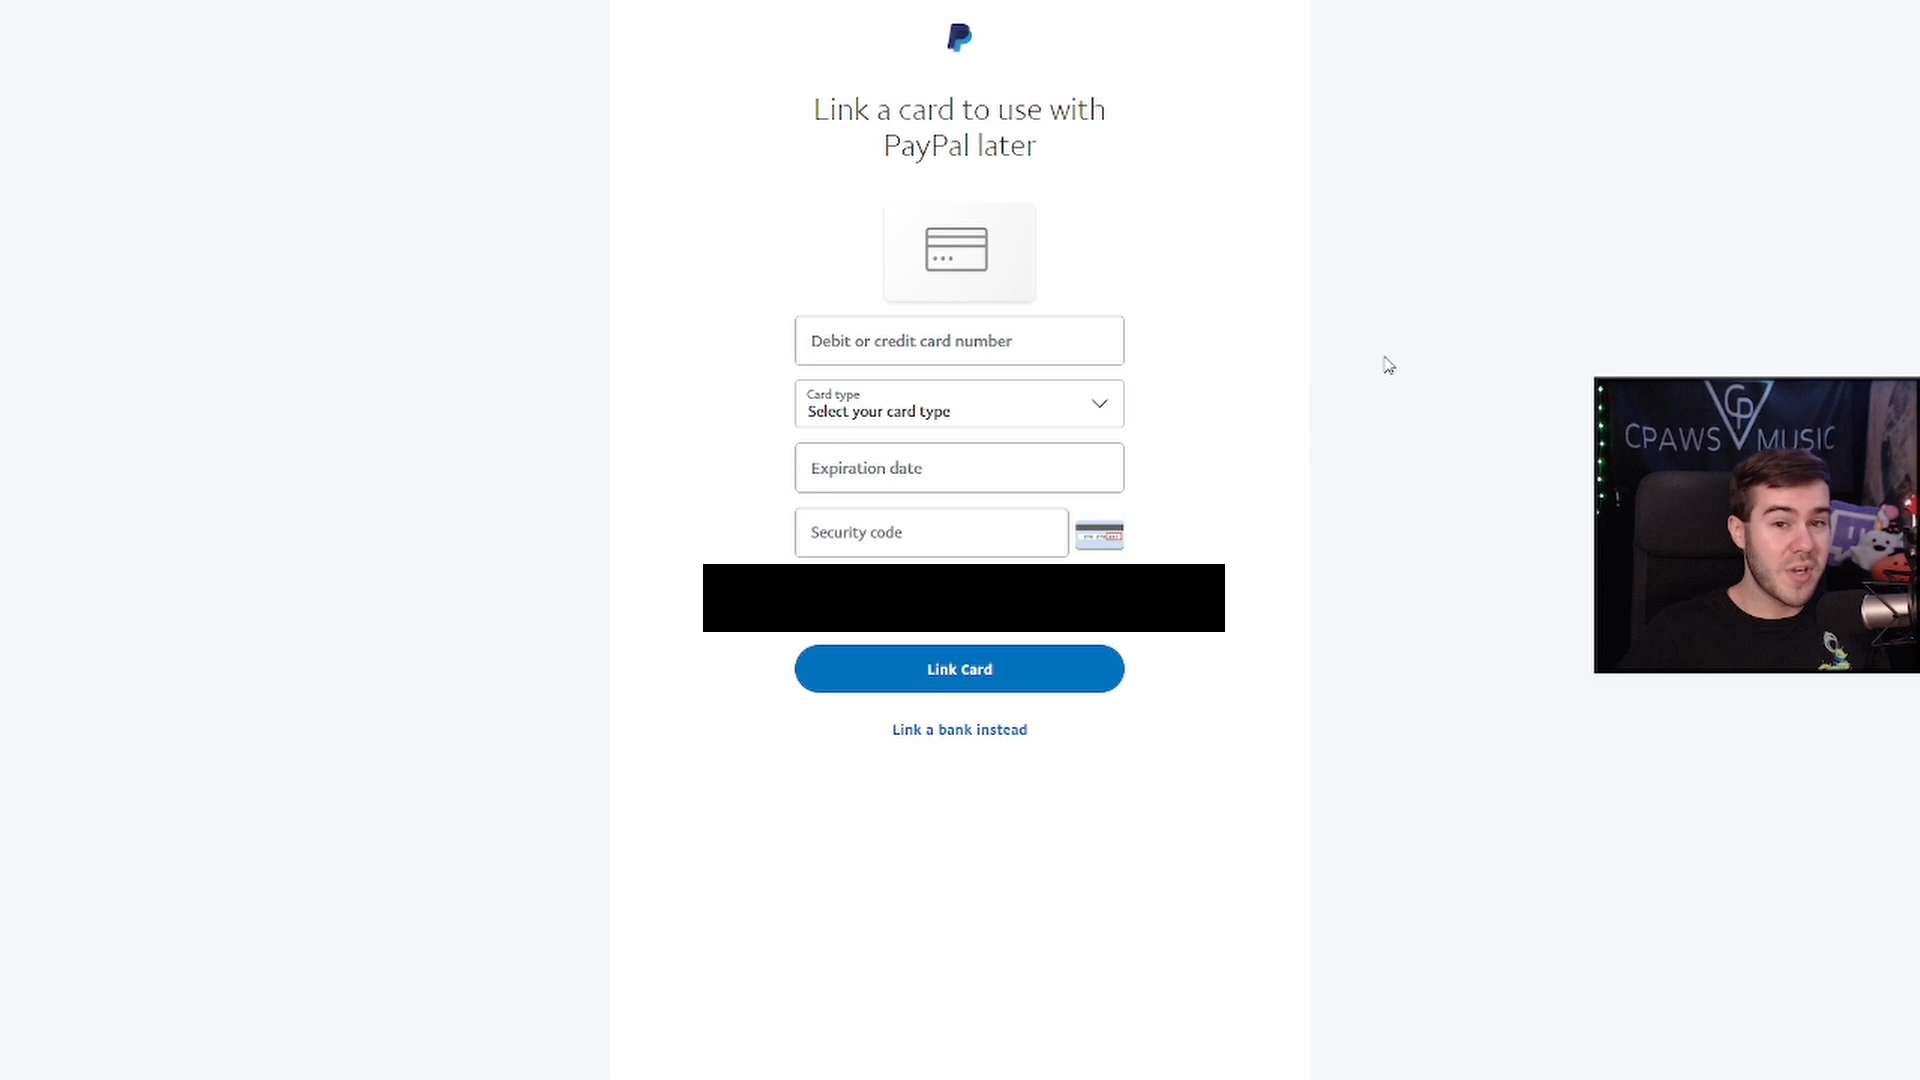 Link a card to use with
PayPal later
Debit or credit card number
Card type
Select your card type
Expiration date
Security code
Link Card
Link a bank instead
CPAWS MUSIC